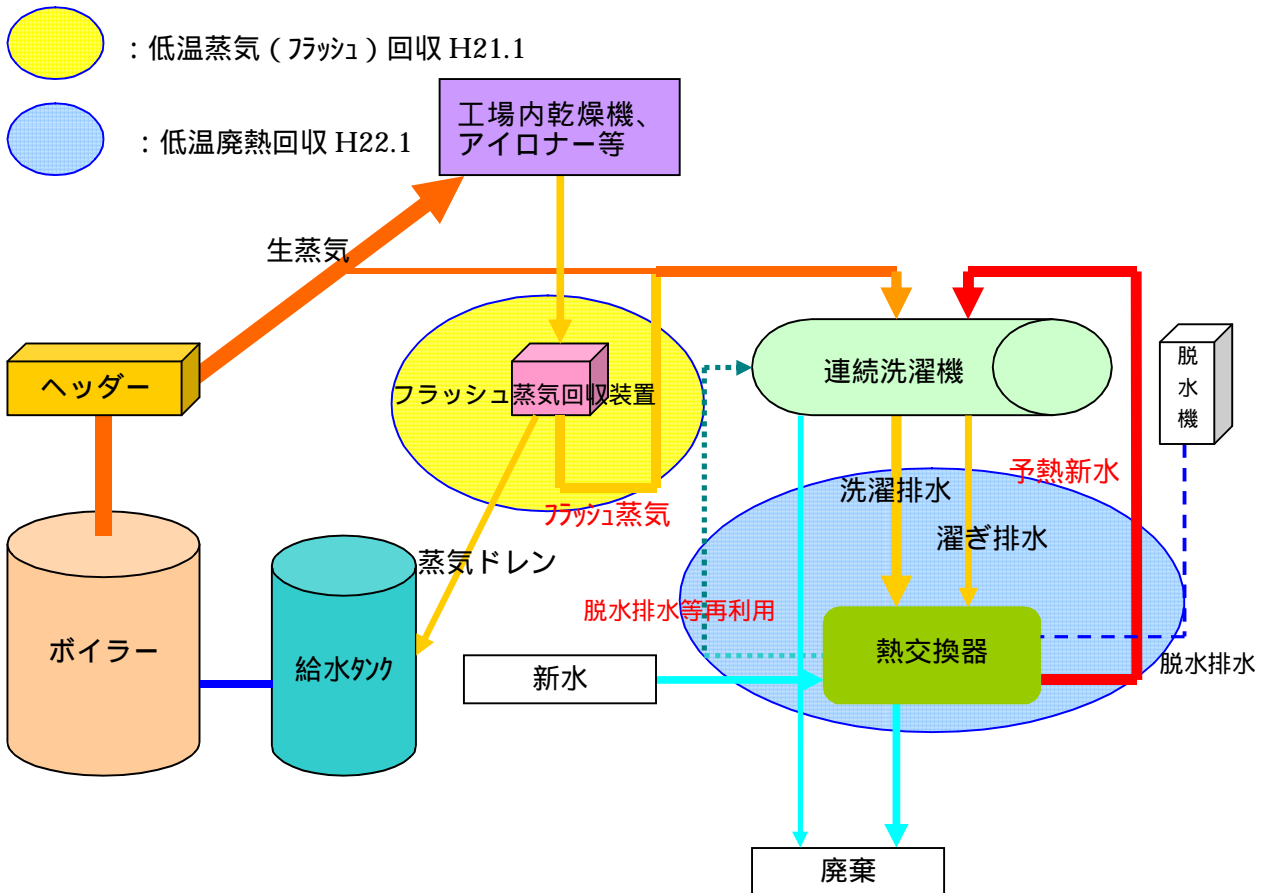 ：低温蒸気（フラッシュ）回収 H21.1
：低温廃熱回収 H22.1
工場内乾燥機、
アイロナー等
生蒸気
ヘッダー
フラッシュ蒸気回収装置
連続洗濯機
脱
水
機
フラッシュ蒸気
洗濯排水
予熱新水
濯ぎ排水
蒸気ドレン
脱水排水等再利用
ボイラー
給水タンク
新水
熱交換器
脱水排水
廃棄